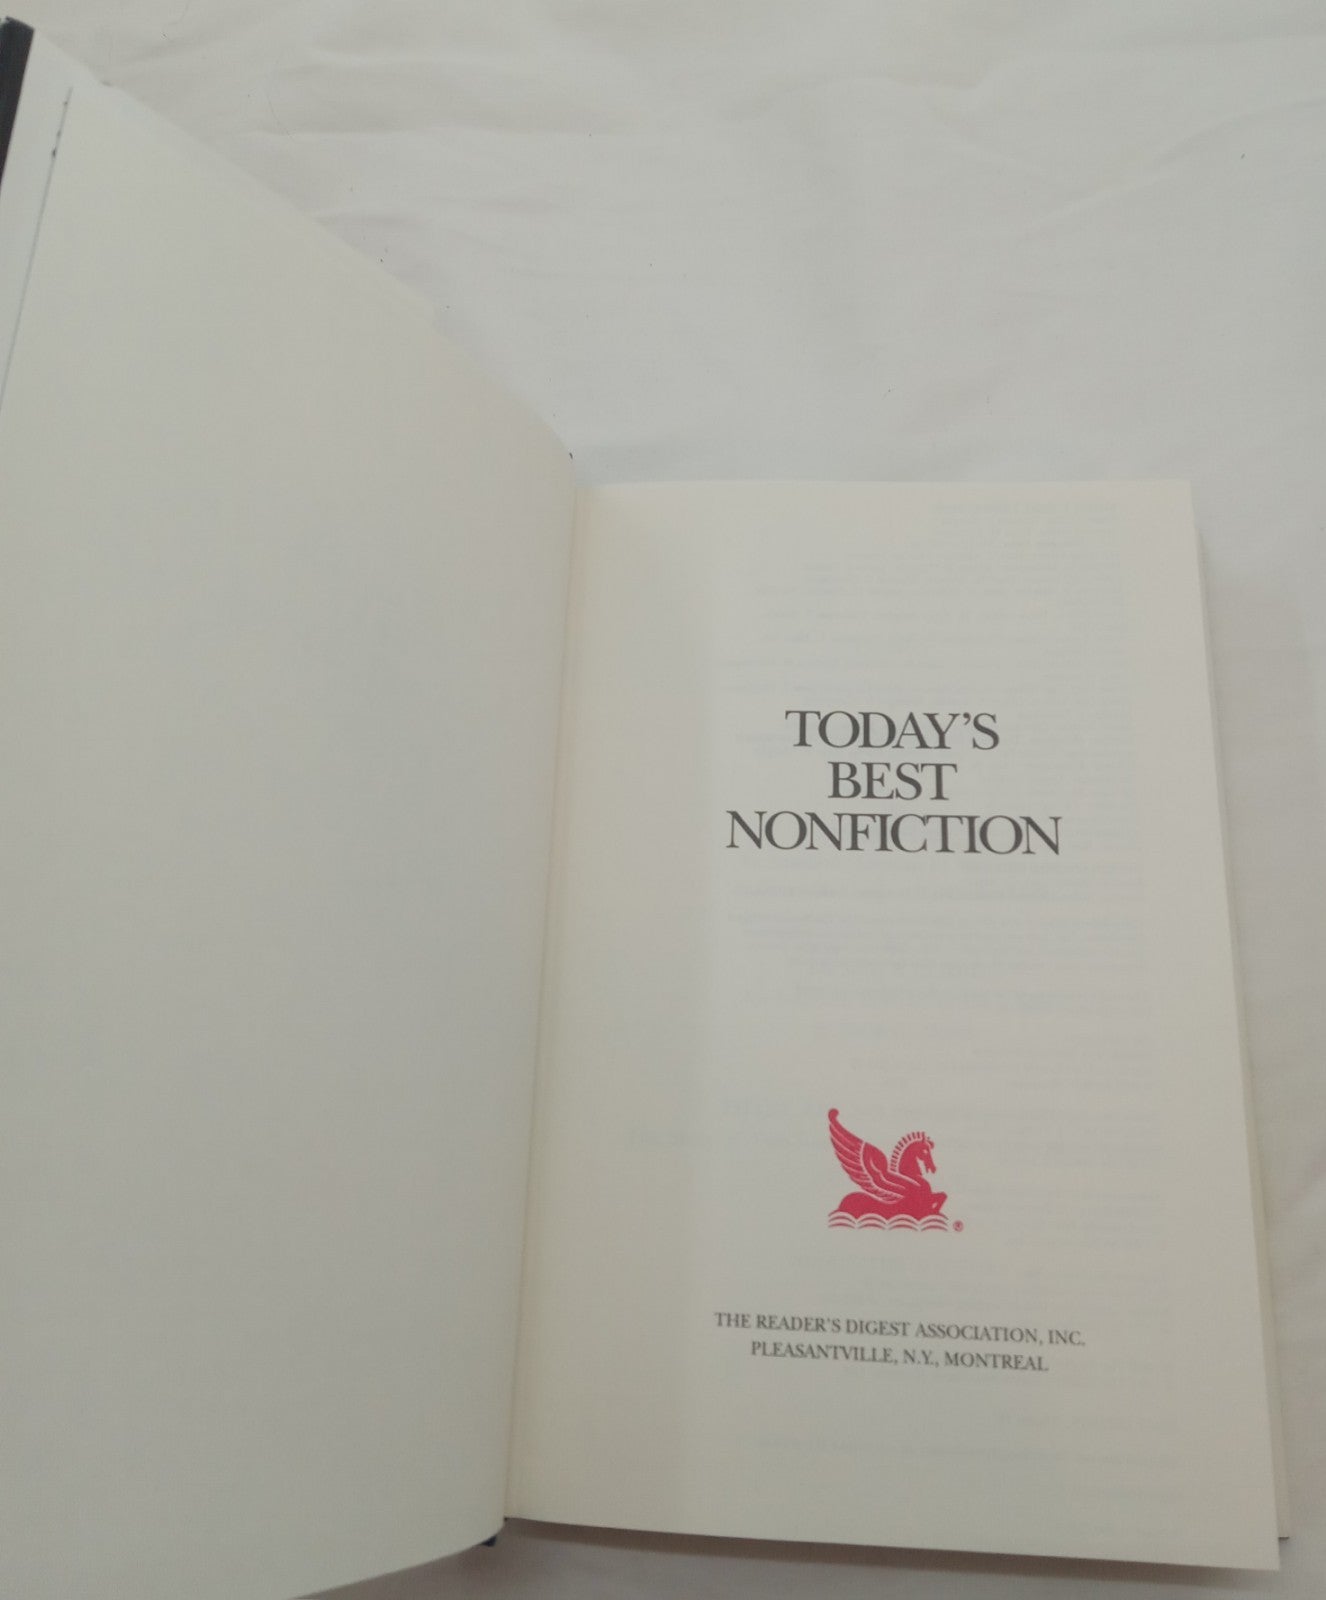 TODAY'S
BEST
NONFICTION
®
THE READER'S DIGEST ASSOCIATION, INC.
PLEASANTVILLE, N.Y., MONTREAL